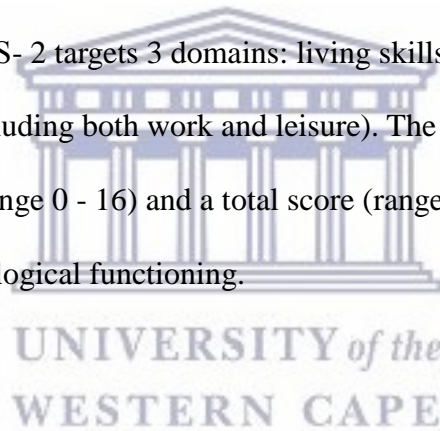 S- 2 targets 3 domains: living skills
luding both work and leisure). The
nge 0 - 16) and a total score (range
logical functioning.
UNIVERSITY of the
WESTERN CAPE